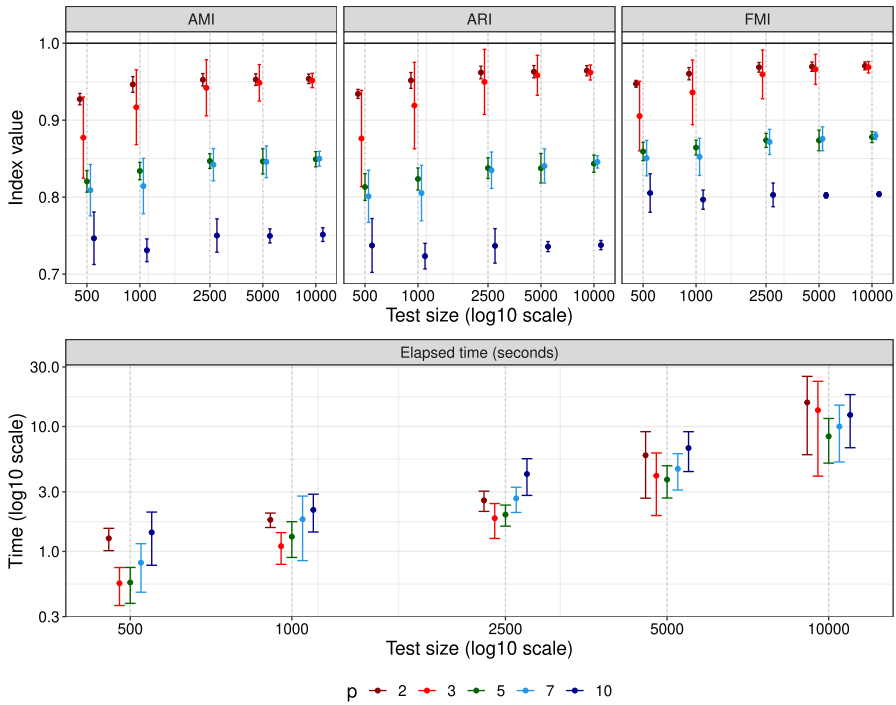 AMI ARI FMI
1.0
0.9
0.8
0.7
Index value
500 1000 2500 5000 10000 500 1000 2500 5000 10000 500 1000 2500 5000 10000
Test size (log10 scale)
Elapsed time (seconds)
30.0
10.0
3.0
1.0
0.3
Time (log10 scale)
500 1000 2500 5000 10000
Test size (log10 scale)
p 2 3 5 7 10